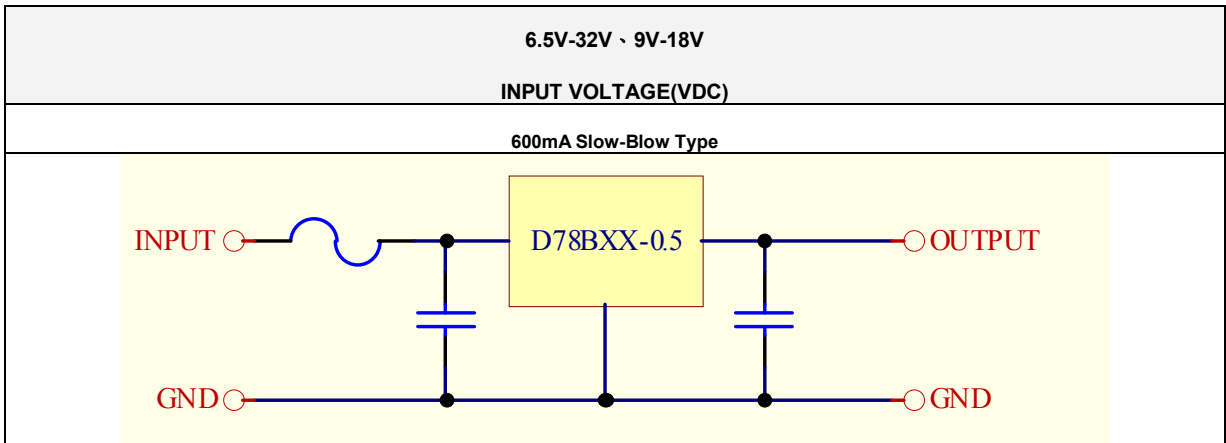 6.5V-32V、9V-18V
INPUT VOLTAGE(VDC)
600mA Slow-Blow Type
INPUT
D78BXX-0.5
OUTPUT
GND
GND